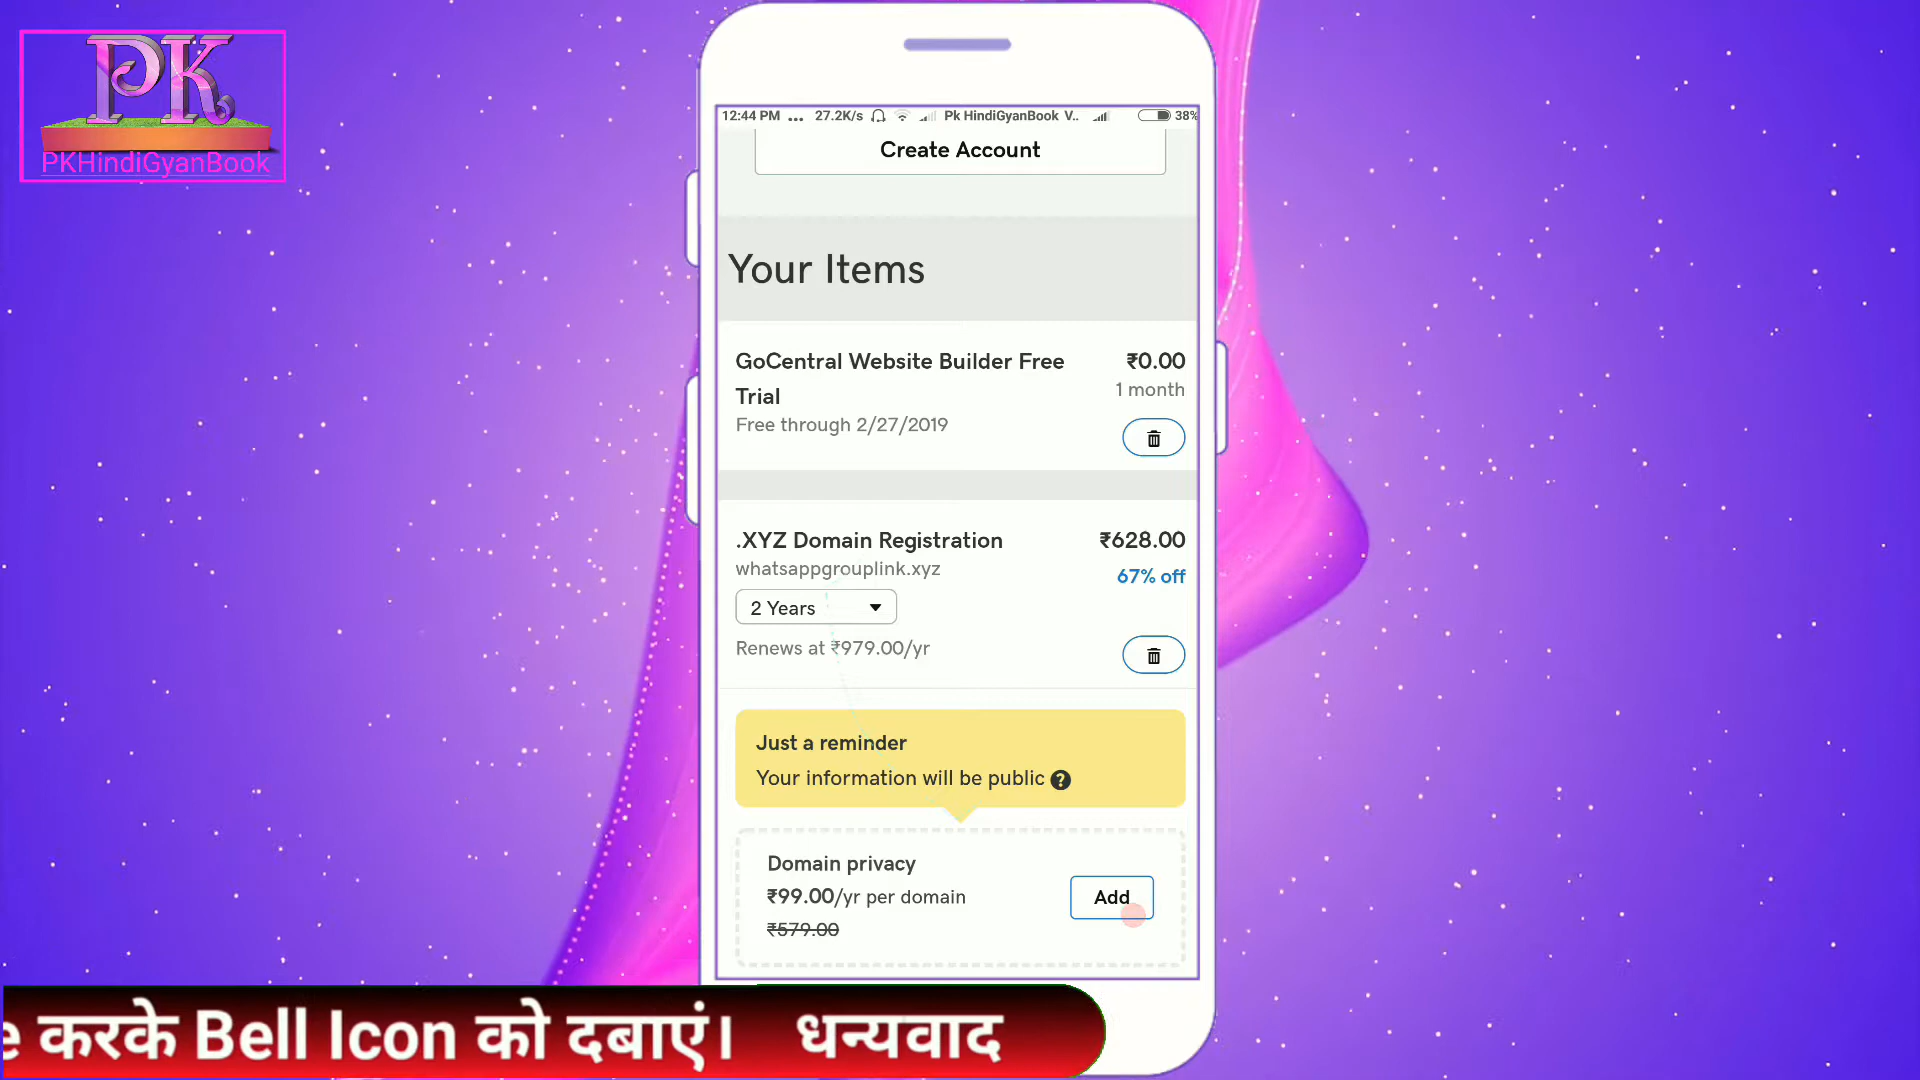 PK
PKHindiGyanBook
12:44 PM ... 27.2K/s Pk HindiGyanBook V.. 38%
Create Account
Your Items
GoCentral Website Builder Free ₹0.00
Trial 1 month
Free through 2/27/2019
.XYZ Domain Registration ₹628.00
whatsappgrouplink.xyz 67% off
2 Years
Renews at ₹979.00/yr
Just a reminder
Your information will be public ?
Domain privacy
₹99.00/yr per domain Add
₹579.00
e करके Bell Icon को दबाएं। धन्यवाद